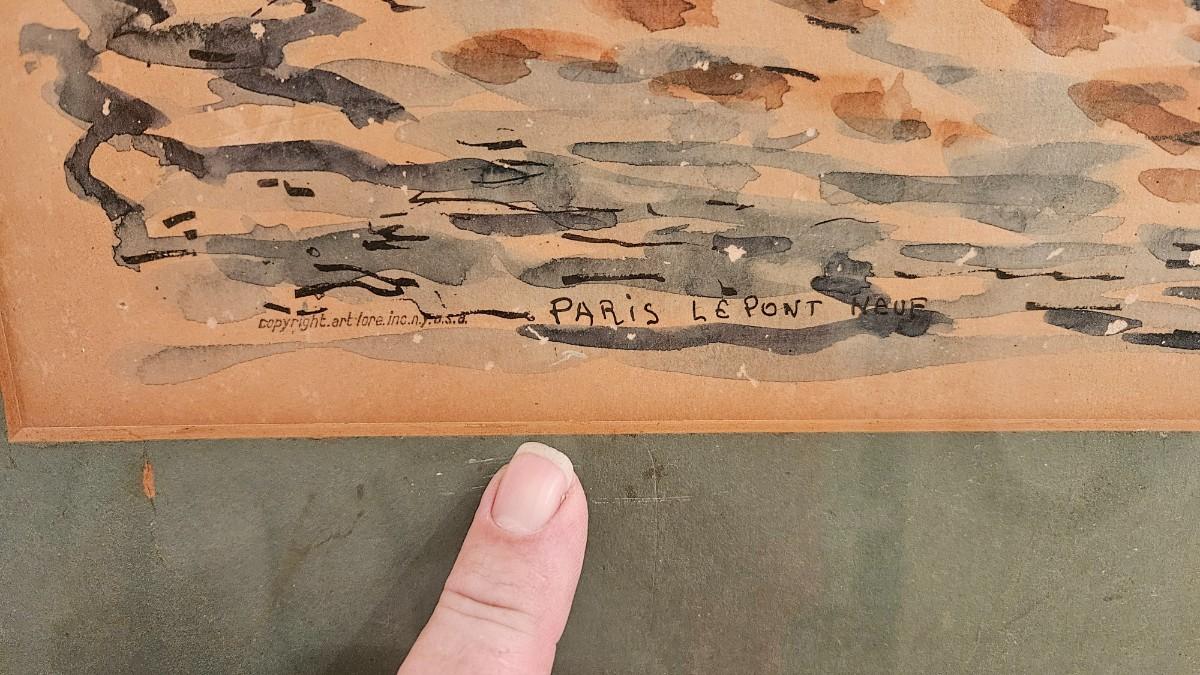 copyright.art lore.inc.n.y.u.s.a.
PARiS LE PONT NEUF